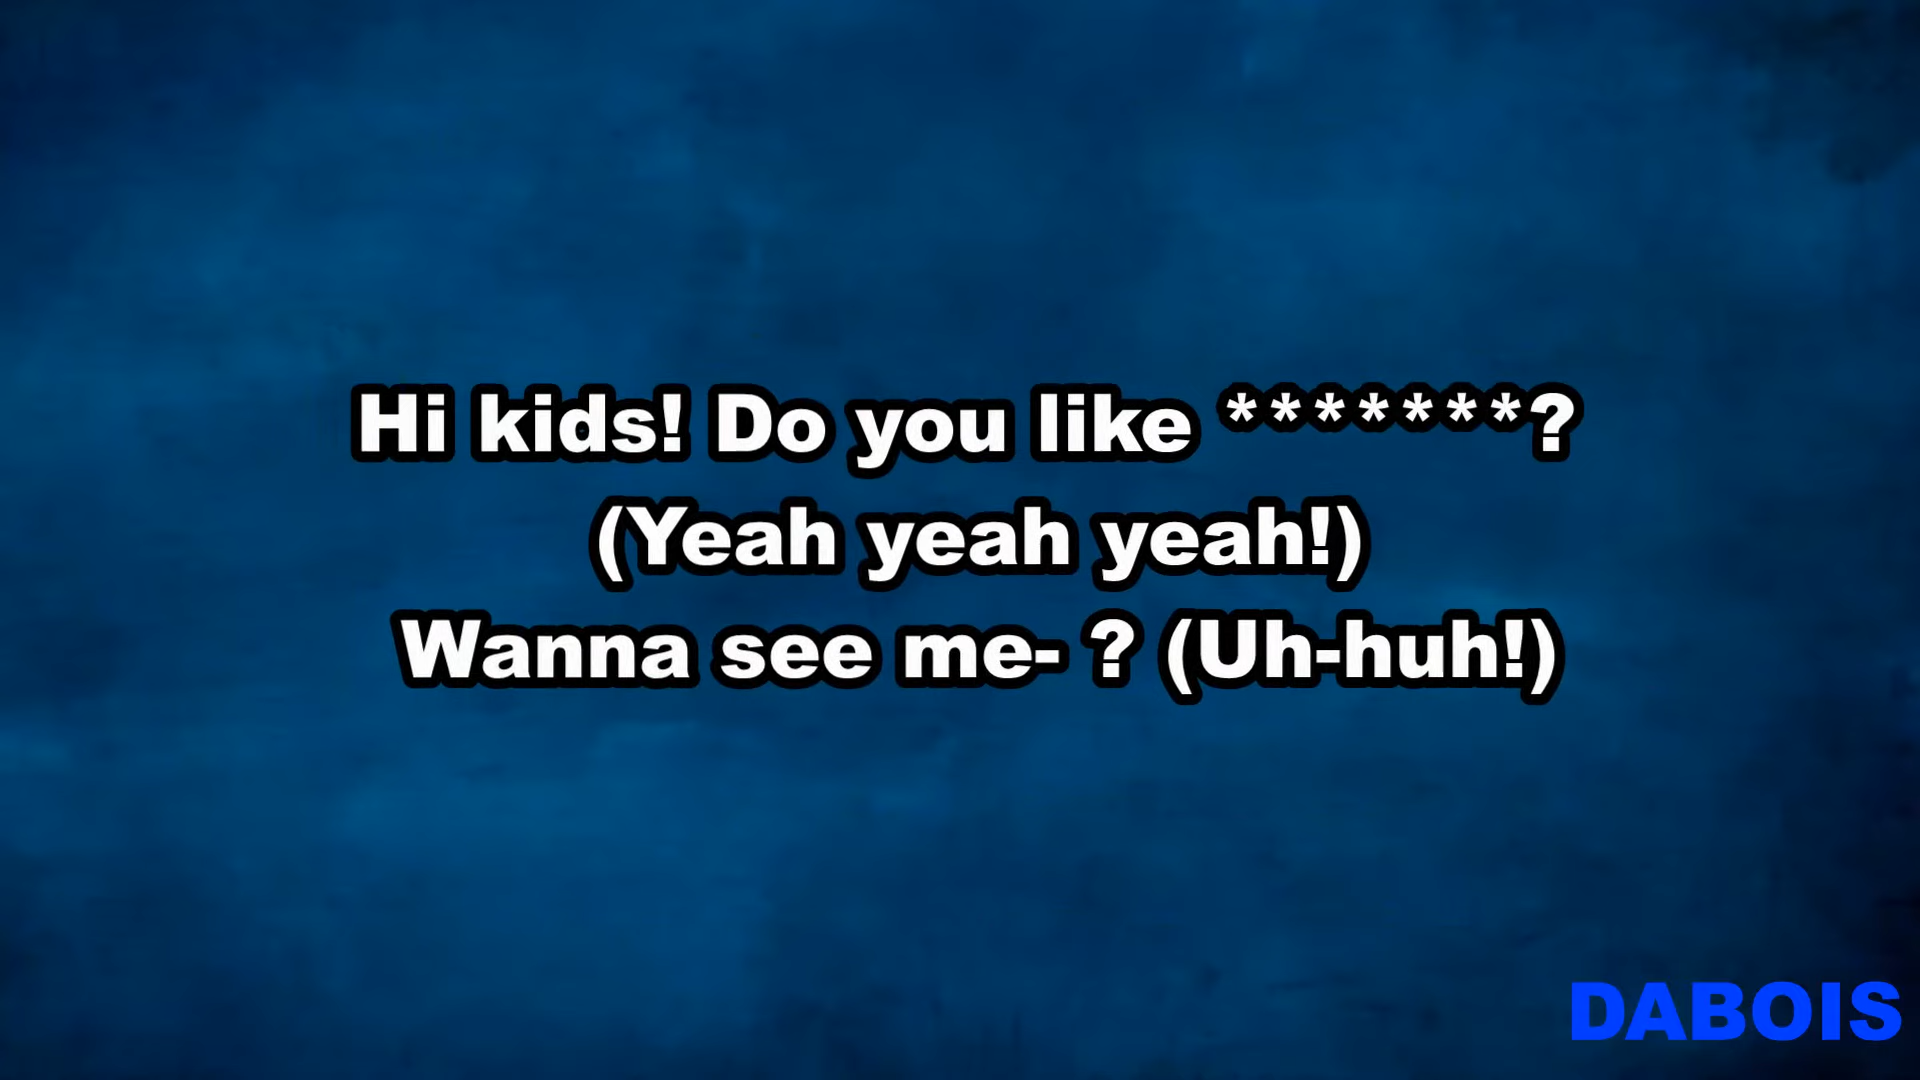 Hi kids! Do you like *******?
(Yeah yeah yeah!)
Wanna see me- ? (Uh-huh!)
DABOIS